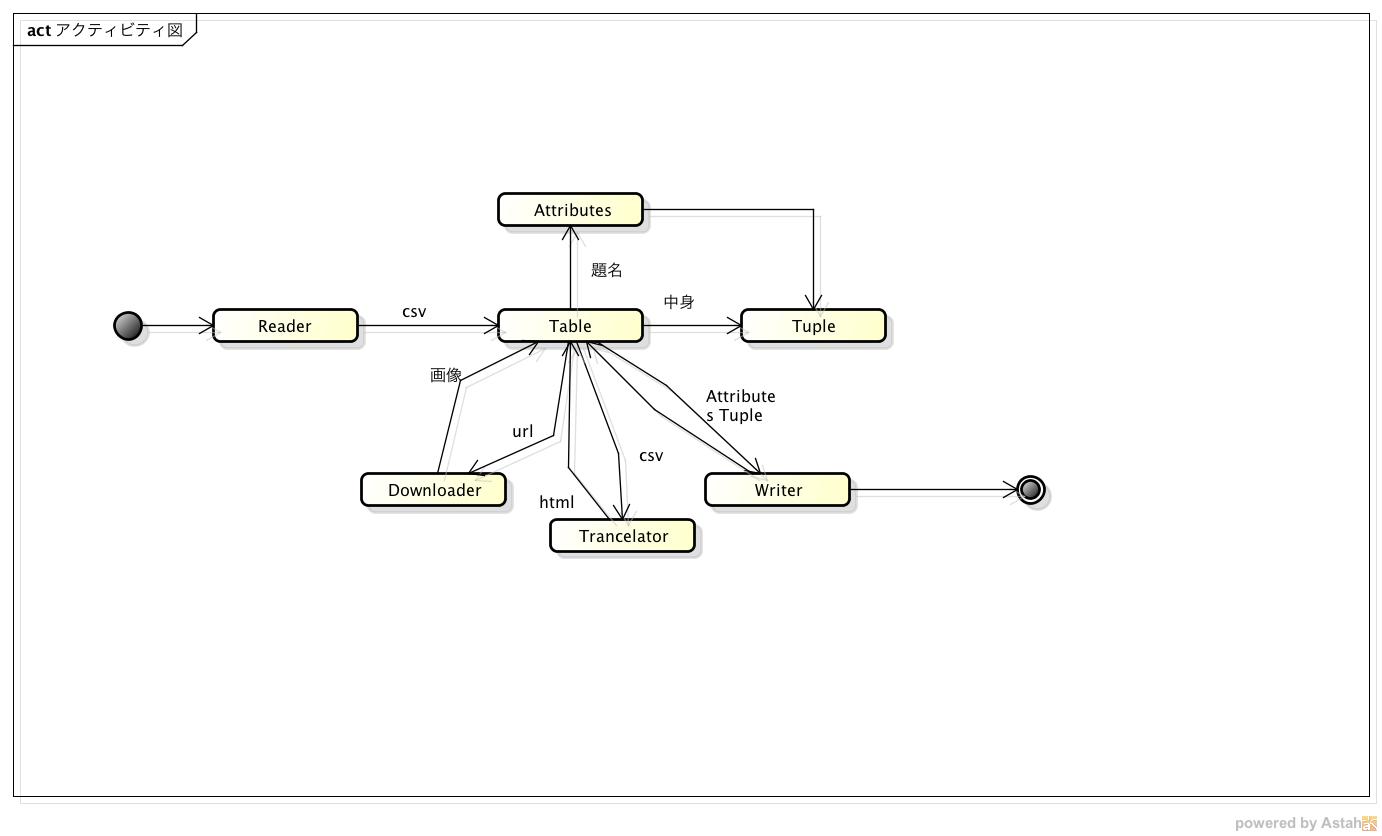 act アクティビティ図
Attributes
題名
中身
csv
Reader
Table
Tuple
画像
Attribute
s Tuple
url
csv
Downloader
Writer
html
Trancelator
powered by Astah